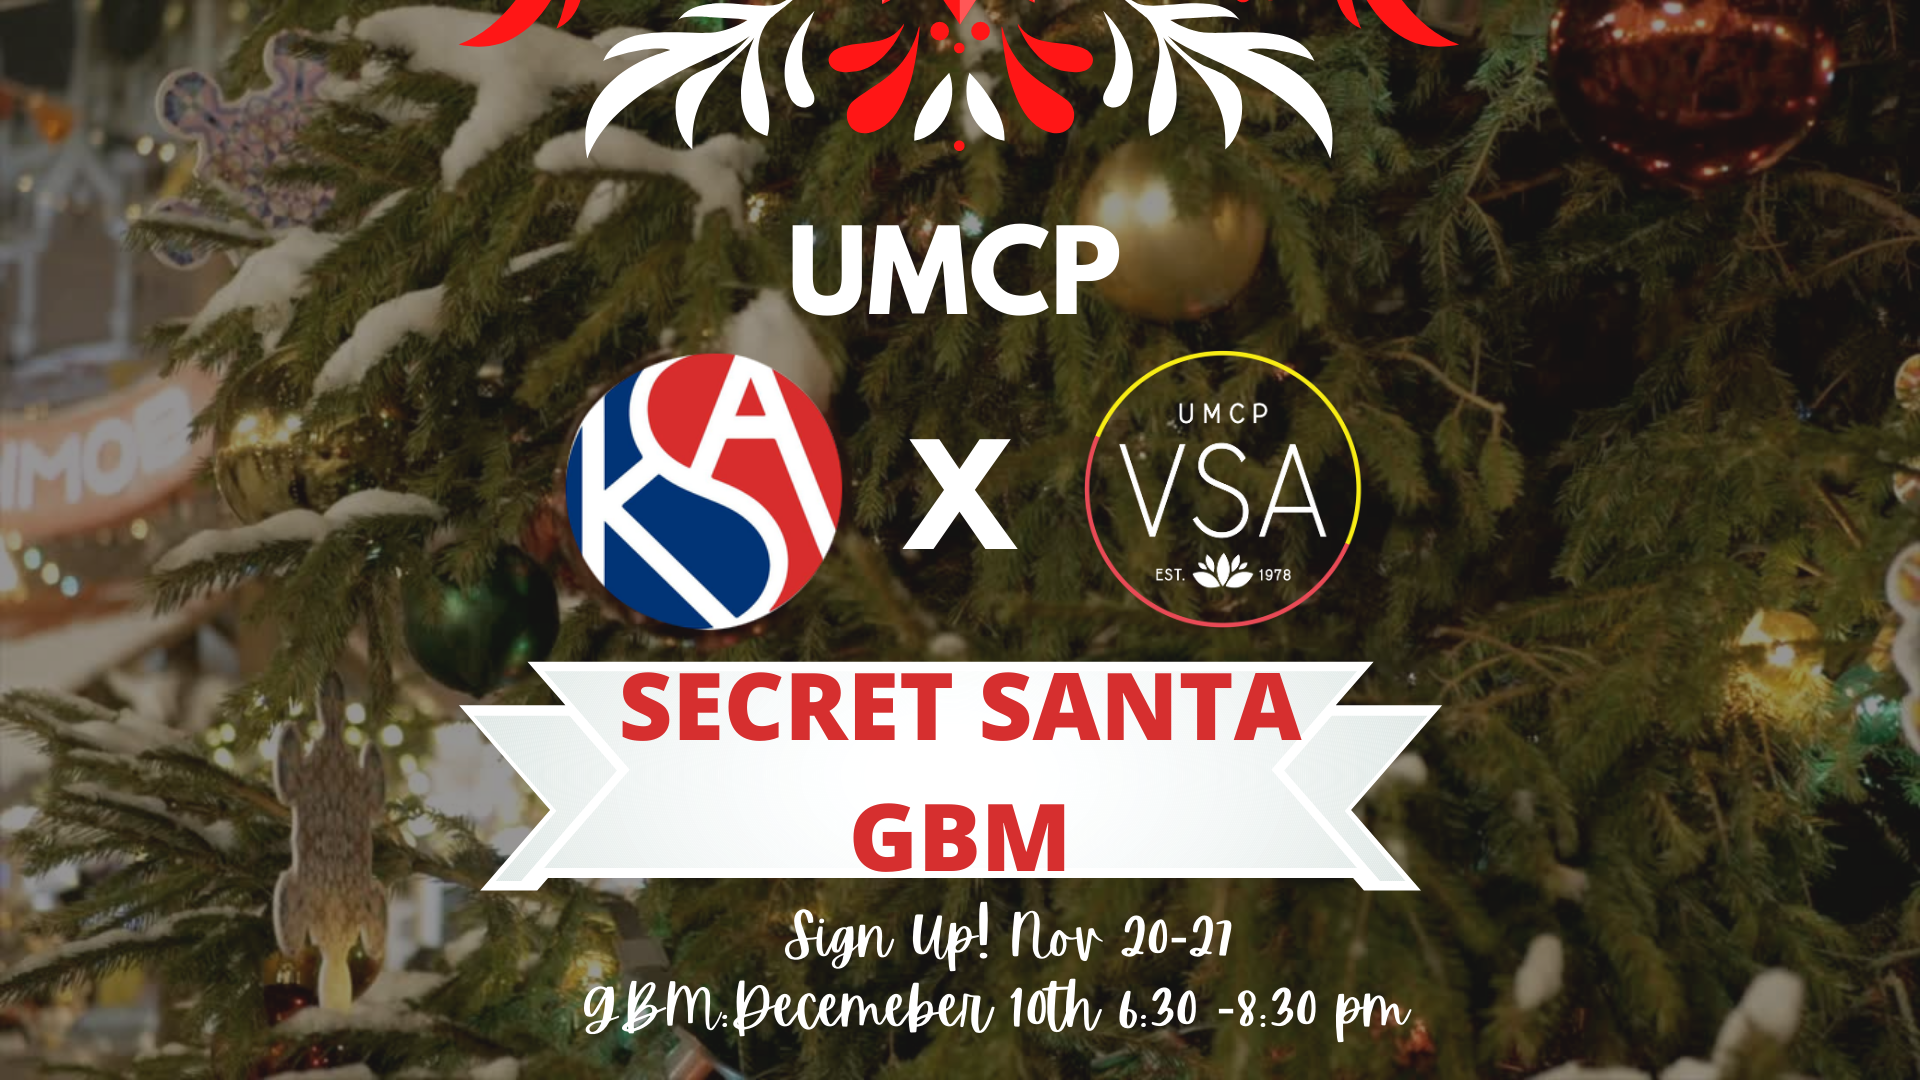 UMCP
KSA
X
UMCP
VSA
EST. 1978
SECRET SANTA
GBM
Sign Up! Nov 20-27
GBM:Decemeber 10th 6:30 -8:30 pm